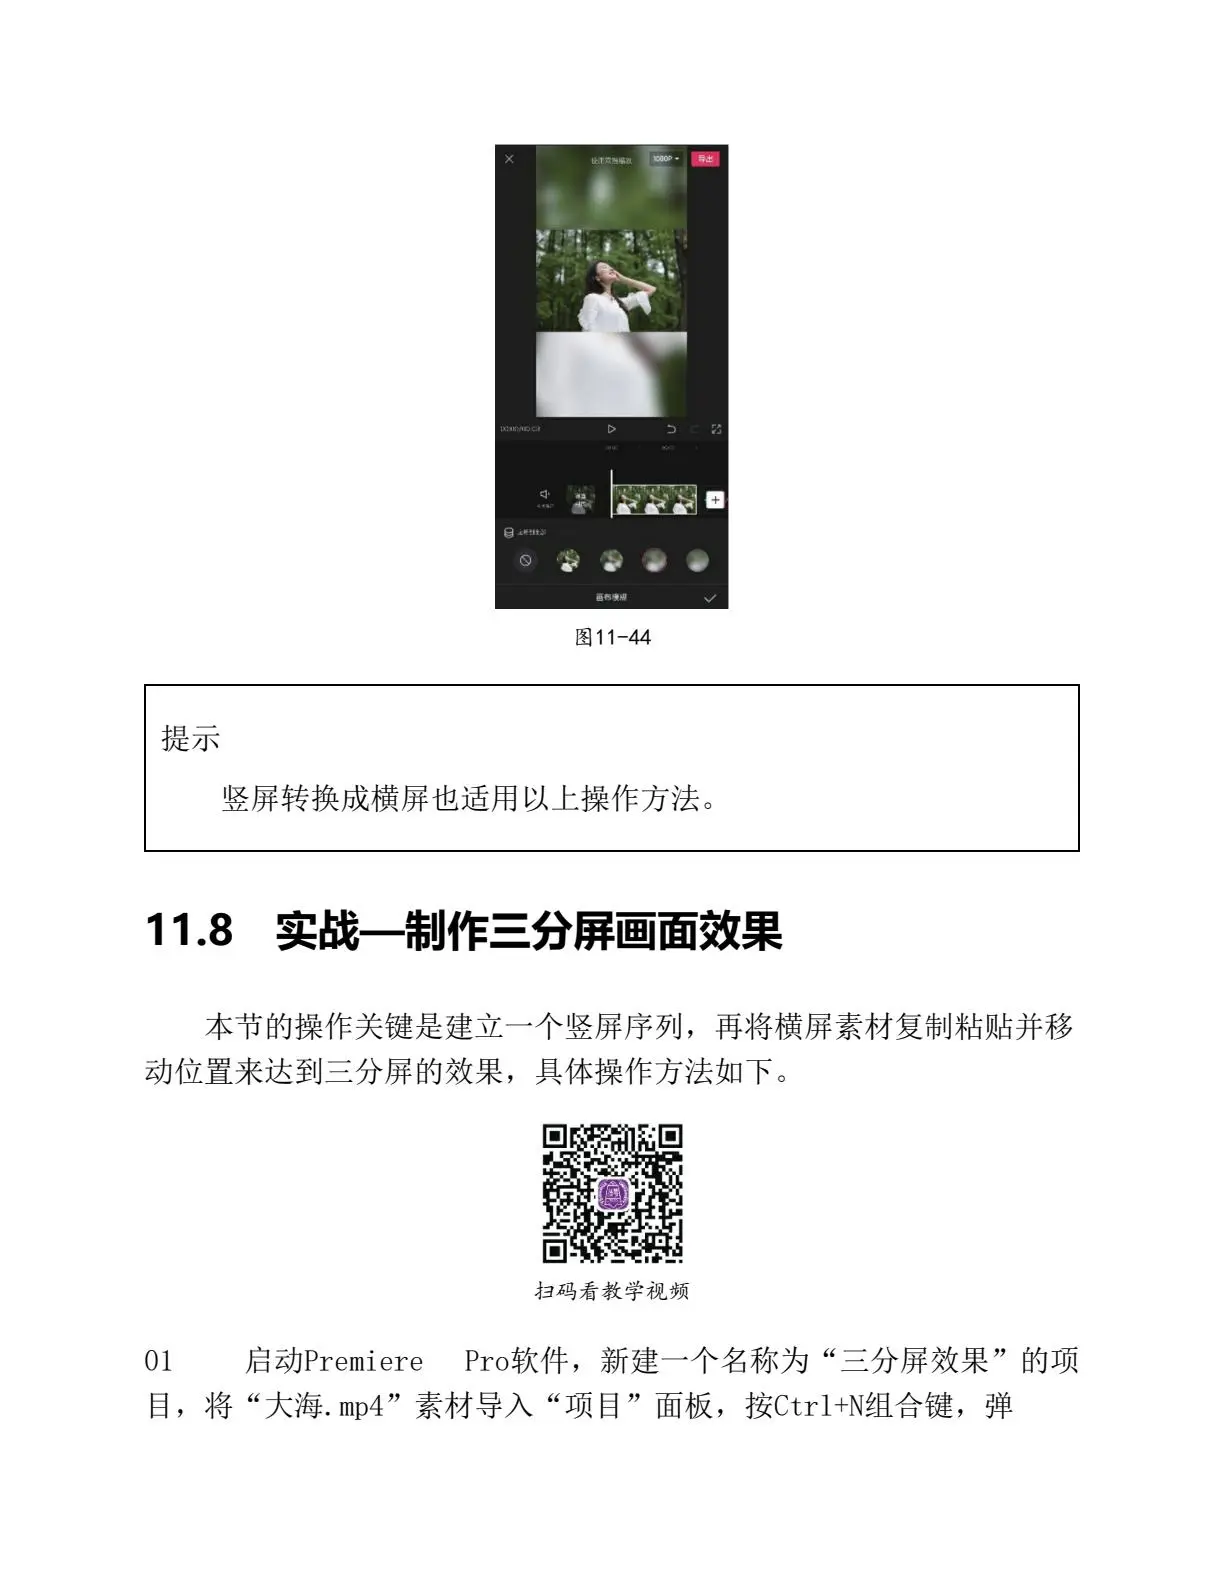 1080P
导出
画布模糊
图11-44
提示
竖屏转换成横屏也适用以上操作方法。
11.8 实战—制作三分屏画面效果
本节的操作关键是建立一个竖屏序列，再将横屏素材复制粘贴并移
动位置来达到三分屏的效果，具体操作方法如下。
扫码看教学视频
01 启动Premiere Pro软件，新建一个名称为“三分屏效果”的项
目，将“大海.mp4”素材导入“项目”面板，按Ctrl+N组合键，弹